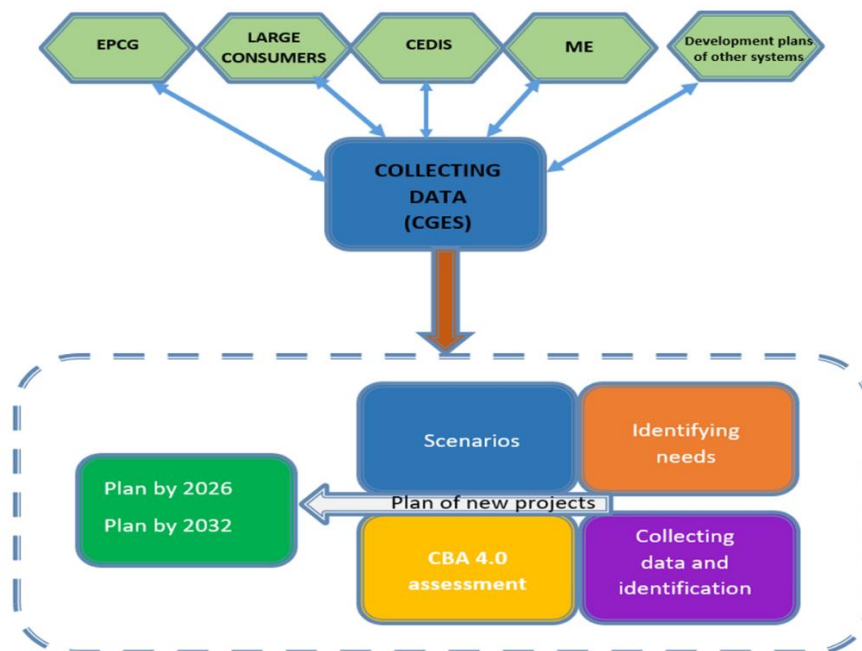 EPCG
LARGE
CONSUMERS
CEDIS
ME
Development plans
of other systems
COLLECTING
DATA
(CGES)
Scenarios
Identifying
needs
Plan by 2026
Plan by 2032
Plan of new projects
CBA 4.0
assessment
Collecting
data and
identification